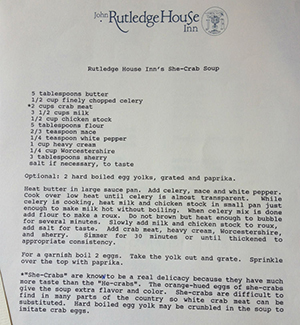 John
Rutledge House
Inn
Rutledge House Inn's She-Crab Soup
5 tablespoons butter
1/2 cup finely chopped celery
*2 cups crab meat
3 1/2 cups milk
1/2 cup chicken stock
5 tablespoons flour
2/3 teaspoon mace
1/4 teaspoon white pepper
1 cup heavy cream
1/4 cup Worcestershire
3 tablespoons sherry
salt if necessary, to taste
Optional: 2 hard boiled egg yolks, grated and paprika.
Heat butter in large sauce pan. Add celery, mace and white pepper.
Cook over low heat until celery is almost transparent. While
celery is cooking, heat milk and chicken stock in small pan just
enough to make milk hot without boiling. When celery mix is done
add flour to make a roux. Do not brown but heat enough to bubble
for several minutes. Slowly add milk and chicken stock to roux,
add salt for taste. Add crab meat, heavy cream, Worcestershire,
and sherry. Simmer for 30 minutes or until thickened to
appropriate consistency.
For a garnish boil 2 eggs. Take the yolk out and grate. Sprinkle
over the top with paprika.
*"She-Crabs" are known to be a real delicacy because they have much
more taste than the "He-crabs". The orange-hued eggs of she-crabs
give the soup extra flavor and color. She-crabs are difficult to
find in many parts of the country so white crab meat can be
substituted. Hard boiled egg yolk may be crumbled in the soup to
imitate crab eggs.